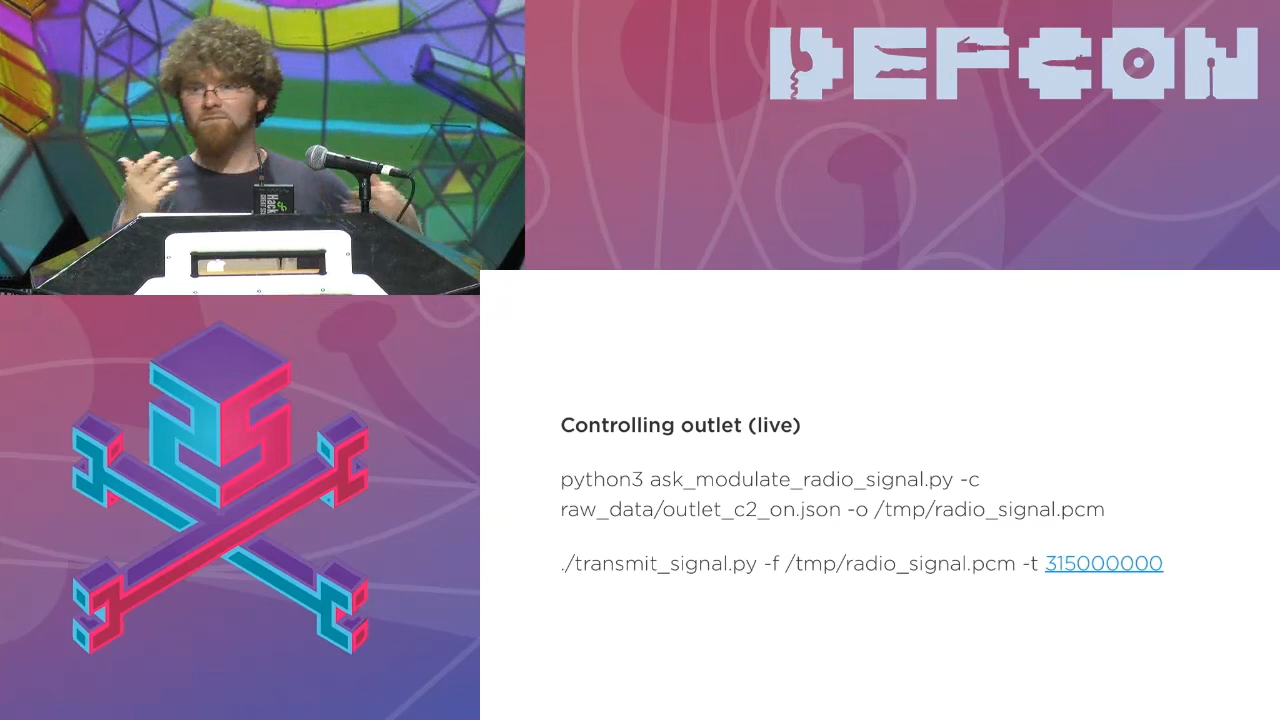 DEFCON
Hack
Controlling outlet (live)
python3 ask_modulate_radio_signal.py -c
raw_data/outlet_c2_on.json -o /tmp/radio_signal.pcm
./transmit_signal.py -f /tmp/radio_signal.pcm -t 315000000